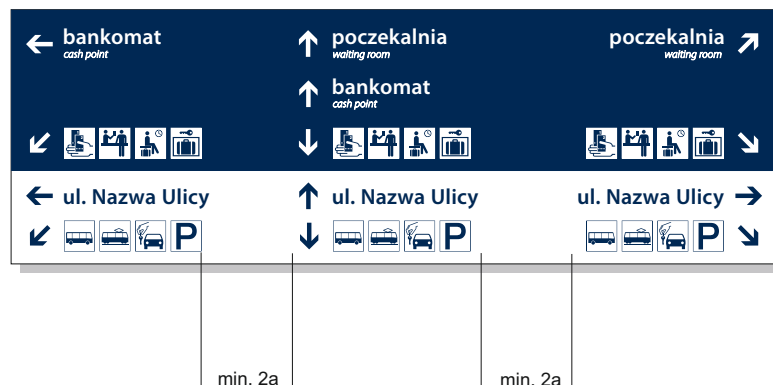 bankomat
cash point
poczekalnia
waiting room
bankomat
cash point
poczekalnia
waiting room
ul. Nazwa Ulicy
P
ul. Nazwa Ulicy
P
ul. Nazwa Ulicy
P
min. 2a
min. 2a